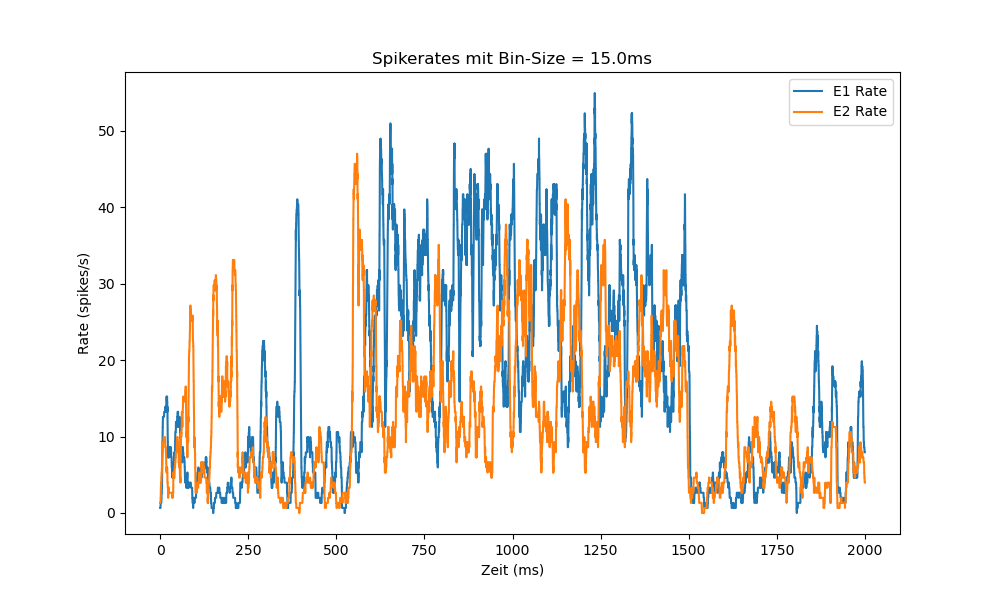 Spikerates mit Bin-Size = 15.0ms
E1 Rate
E2 Rate
Rate (spikes/s)
50
40
30
20
10
0
0 250 500 750 1000 1250 1500 1750 2000
Zeit (ms)